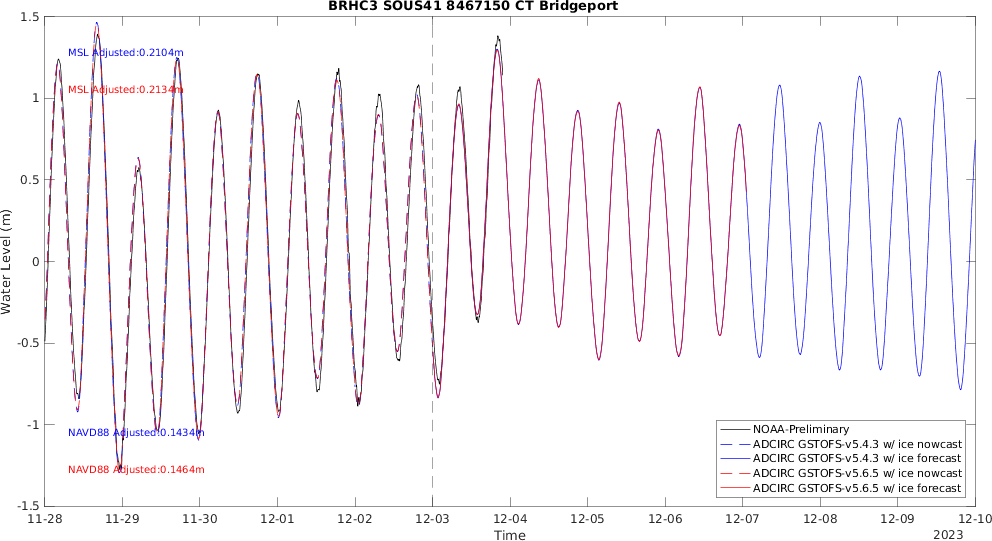 BRHC3 SOUS41 8467150 CT Bridgeport
1.5
MSL Adjusted:0.2104m
MSL Adjusted:0.2134m
1
0.5
Water Level (m)
0
-0.5
-1
NAVD88 Adjusted:0.1434m
NAVD88 Adjusted:0.1464m
-1.5
NOAA-Preliminary
ADCIRC GSTOFS-v5.4.3 w/ ice nowcast
ADCIRC GSTOFS-v5.4.3 w/ ice forecast
ADCIRC GSTOFS-v5.6.5 w/ ice nowcast
ADCIRC GSTOFS-v5.6.5 w/ ice forecast
11-28 11-29 11-30 12-01 12-02 12-03 12-04 12-05 12-06 12-07 12-08 12-09 12-10
Time 2023